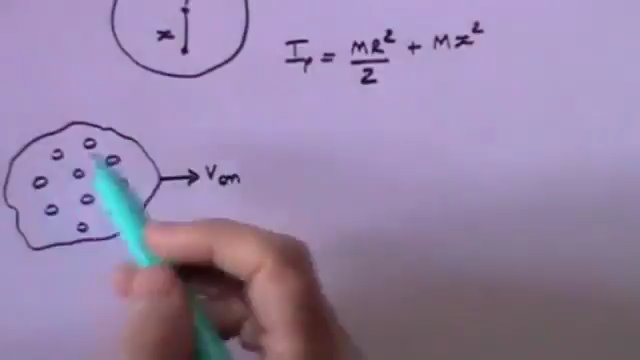 x
I_p = MR²/2 + Mx²
v_cm